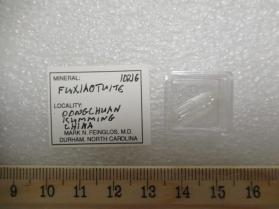 MINERAL: 10216
FUXIAOTUITE
LOCALITY:
DONGCHUAN
KUMMING
CHINA
MARK N. FEINGLOS, M.D.
DURHAM, NORTH CAROLINA
9 10 11 12 13 14 15 16